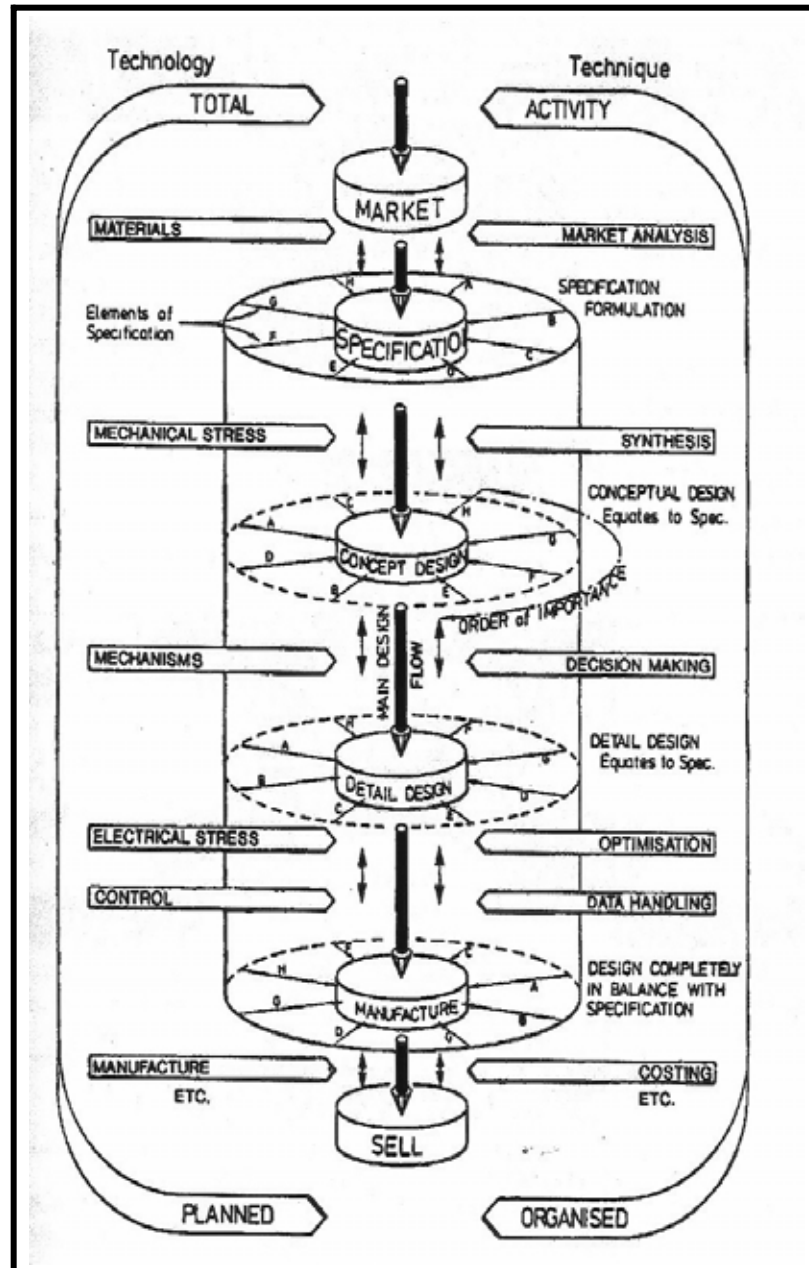 Technology
Technique
TOTAL
ACTIVITY
MARKET
MATERIALS
MARKET ANALYSIS
H
A
SPECIFICATION
FORMULATION
Elements of
Specification
G
B
F
SPECIFICATION
C
E
MECHANICAL STRESS
SYNTHESIS
CONCEPTUAL DESIGN
Equates to Spec.
C
H
A
G
D
CONCEPT DESIGN
F
B
E
ORDER of IMPORTANCE
MAIN DESIGN
FLOW
MECHANISMS
DECISION MAKING
H
F
DETAIL DESIGN
Equates to Spec.
A
G
B
DETAIL DESIGN
D
C
E
ELECTRICAL STRESS
OPTIMISATION
CONTROL
DATA HANDLING
H
A
DESIGN COMPLETELY
IN BALANCE WITH
SPECIFICATION
G
MANUFACTURE
B
D
MANUFACTURE
ETC.
COSTING
ETC.
SELL
PLANNED
ORGANISED